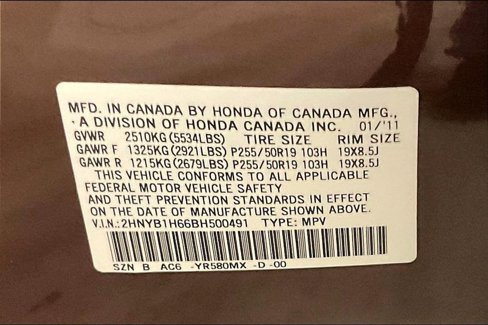 MFD. IN CANADA BY HONDA OF CANADA MFG.,
A DIVISION OF HONDA CANADA INC. 01/'11
GVWR 2510KG(5534LBS) TIRE SIZE RIM SIZE
GAWR F 1325KG(2921LBS) P255/50R19 103H 19X8.5J
GAWR R 1215KG(2679LBS) P255/50R19 103H 19X8.5J
THIS VEHICLE CONFORMS TO ALL APPLICABLE
FEDERAL MOTOR VEHICLE SAFETY
AND THEFT PREVENTION STANDARDS IN EFFECT
ON THE DATE OF MANUFACTURE SHOWN ABOVE.
V.I.N.:2HNYB1H66BH500491 TYPE: MPV
SZN B AC6 -YR580MX -D -00